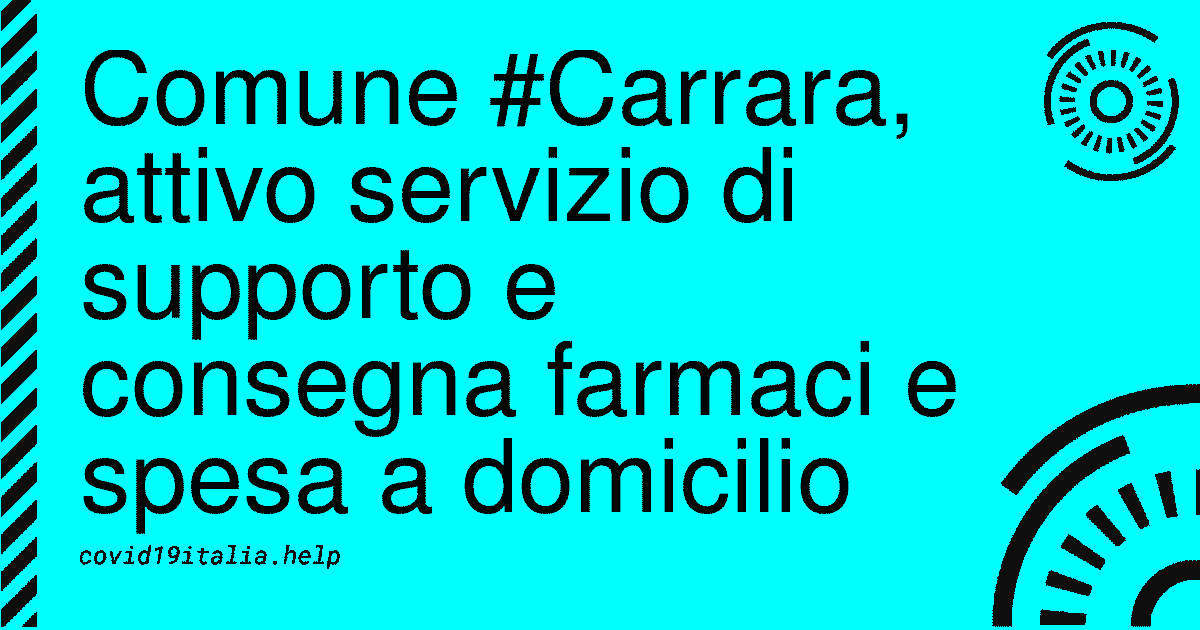 Comune #Carrara,
attivo servizio di
supporto e
consegna farmaci e
spesa a domicilio
covid19italia.help